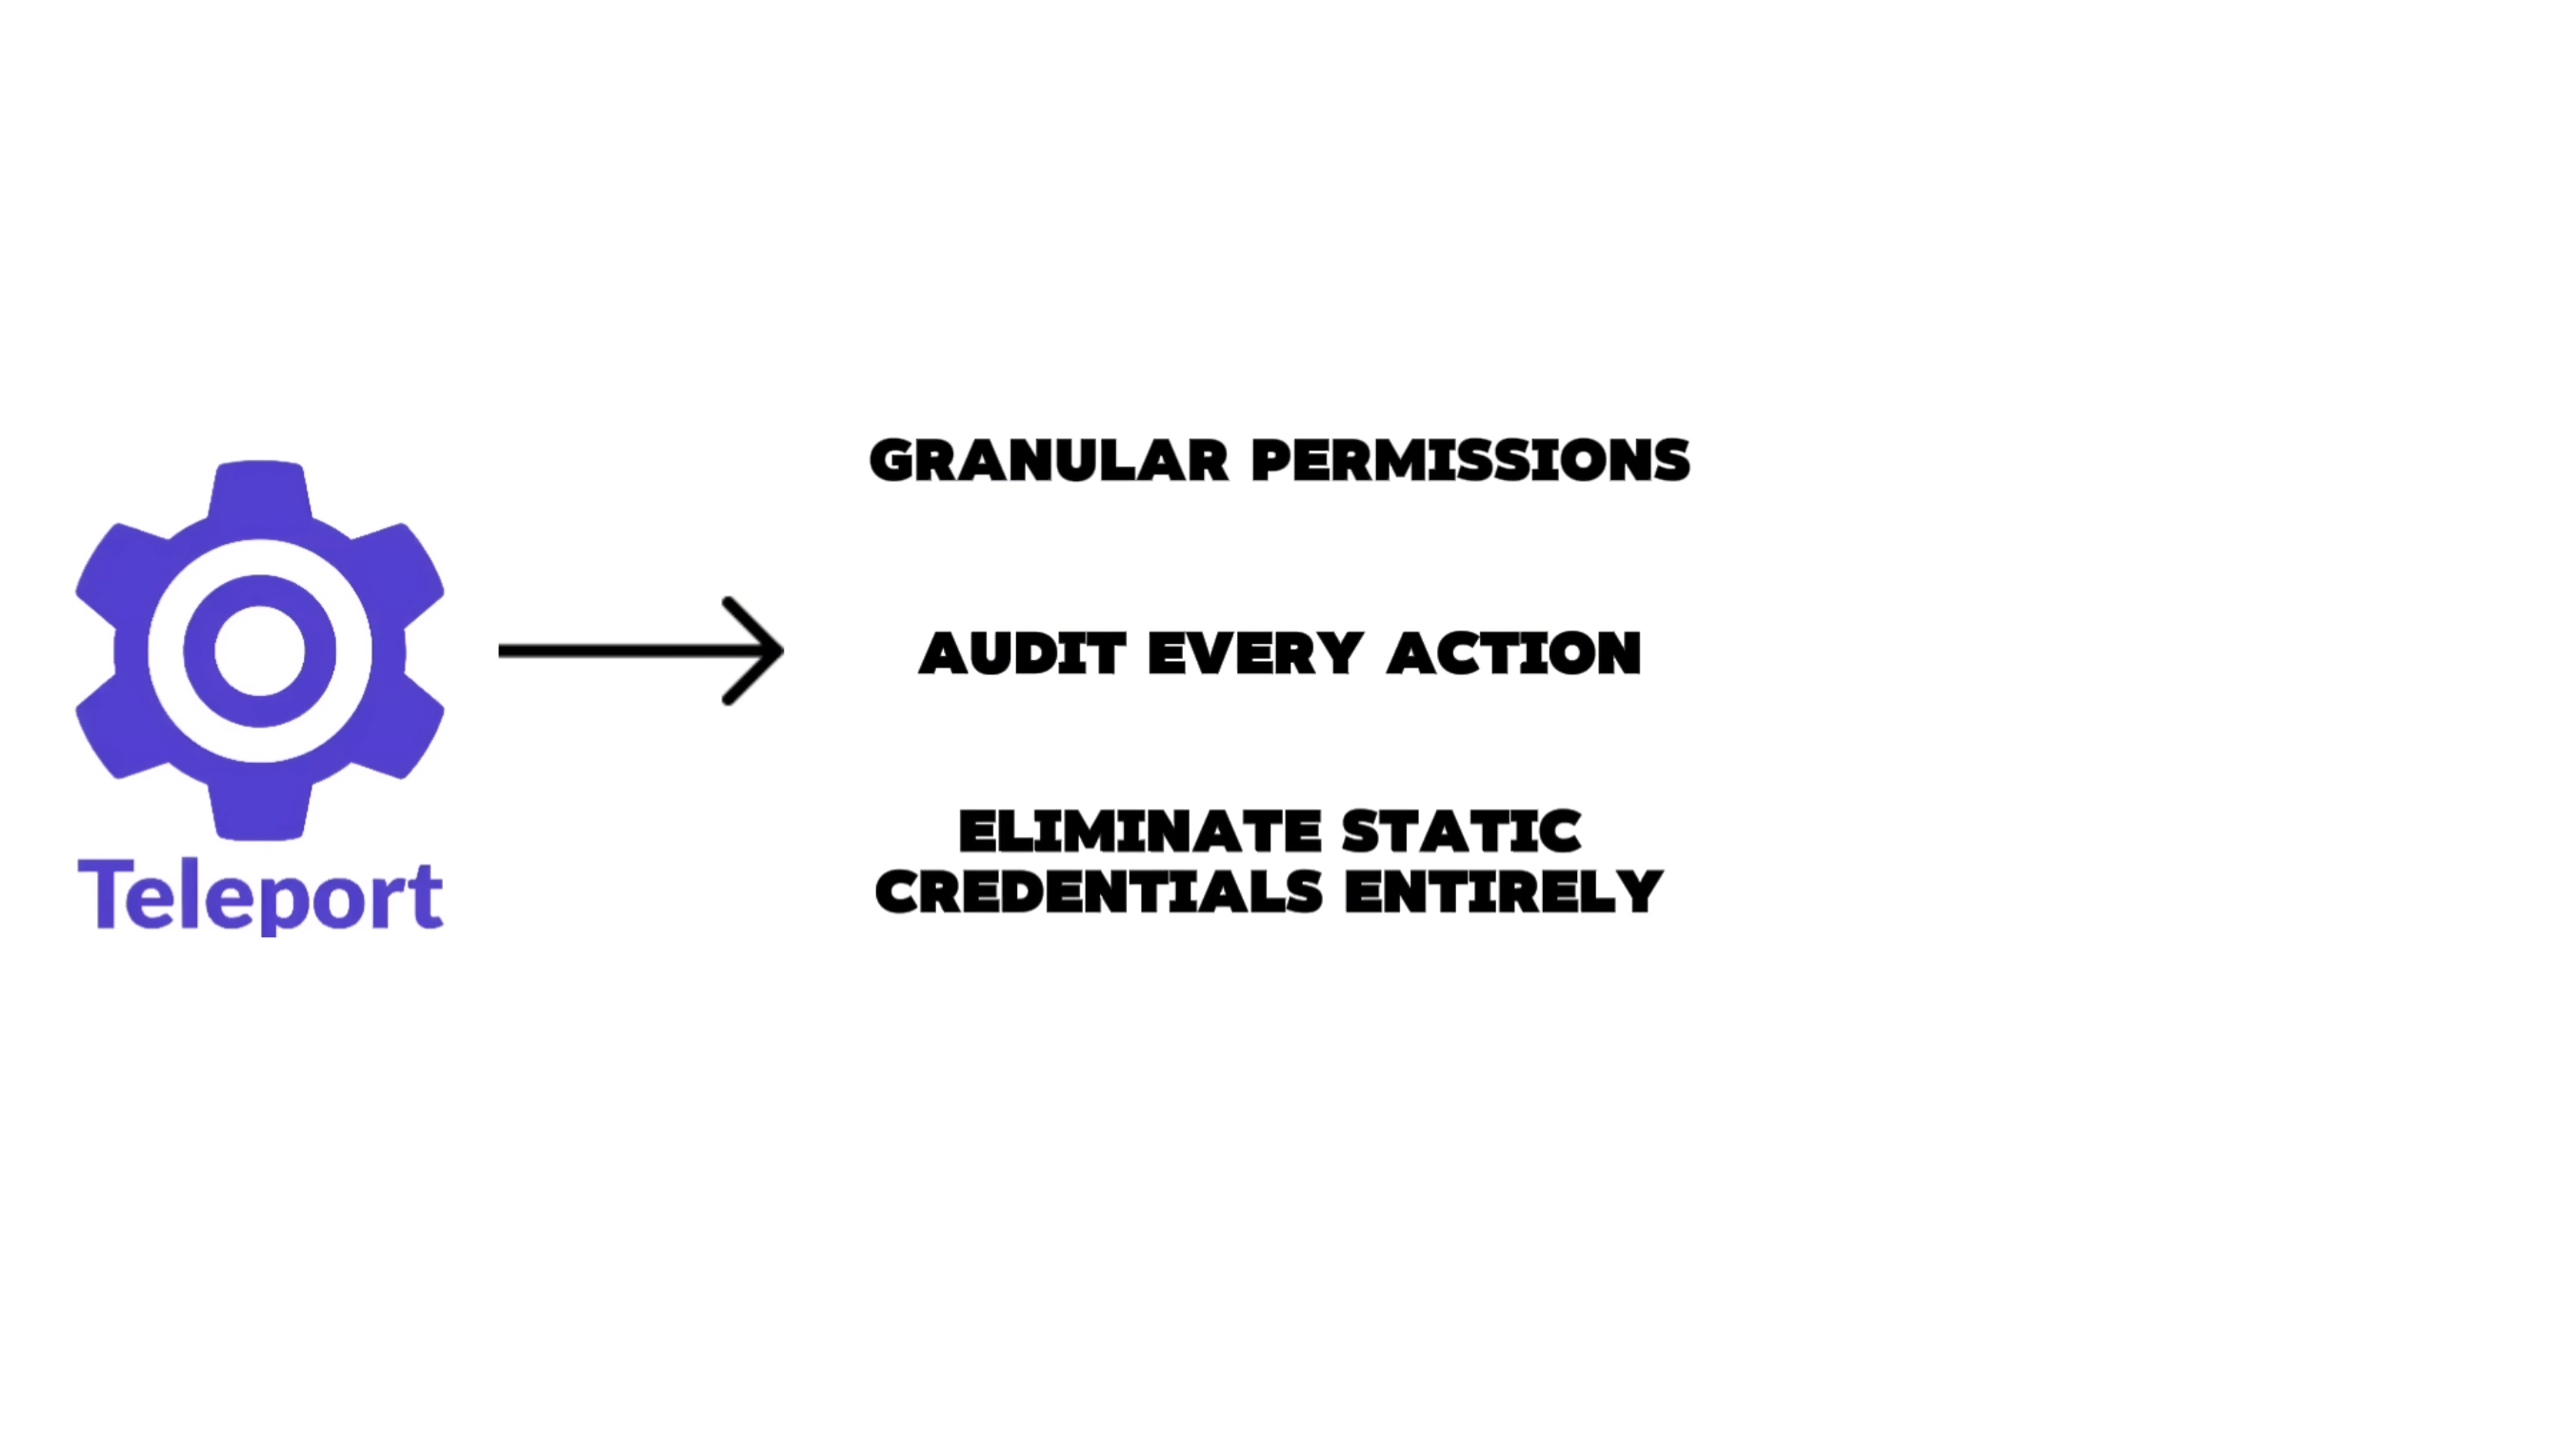 GRANULAR PERMISSIONS
AUDIT EVERY ACTION
ELIMINATE STATIC
CREDENTIALS ENTIRELY
Teleport